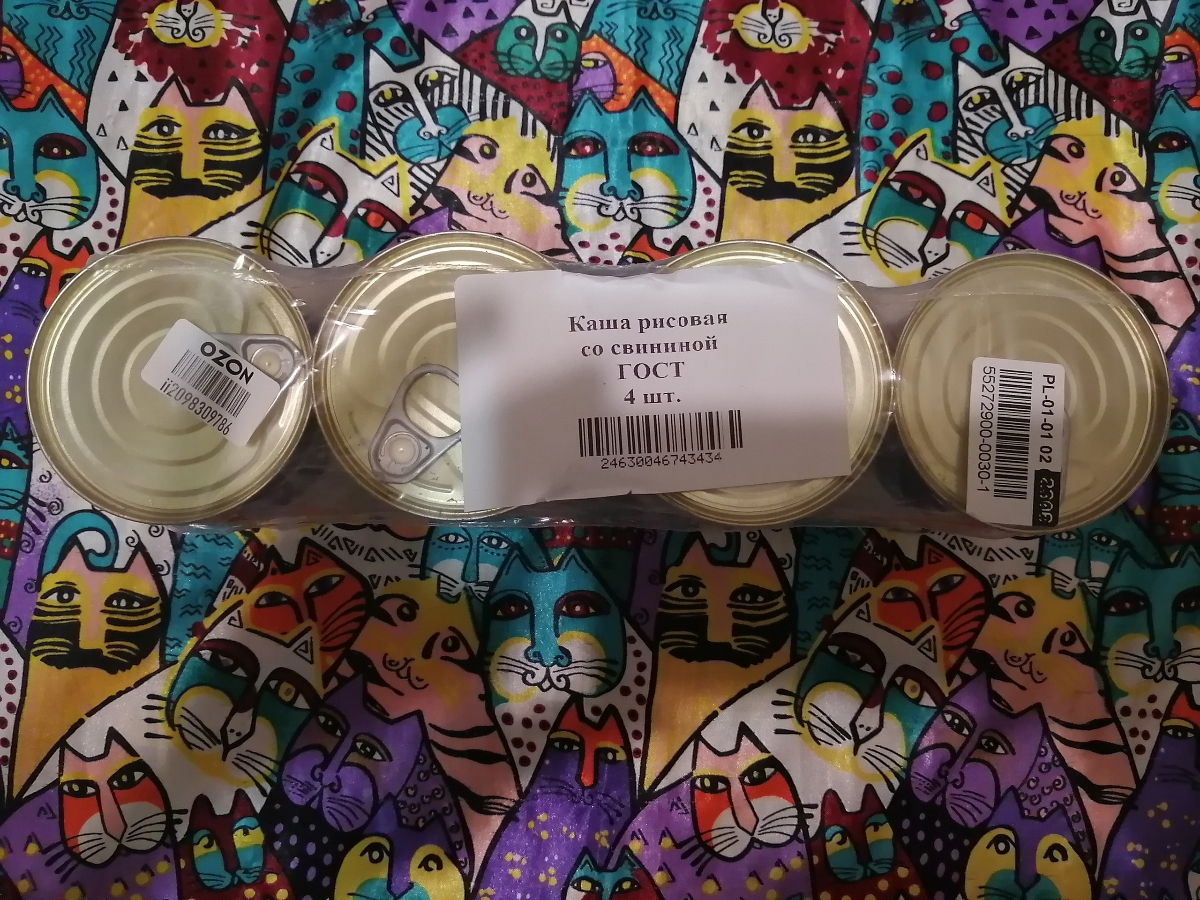 OZON
ii2098309786
Каша рисовая
со свининой
ГОСТ
4 шт.
24630046743434
PL-01-01 02
55272900-0030-1